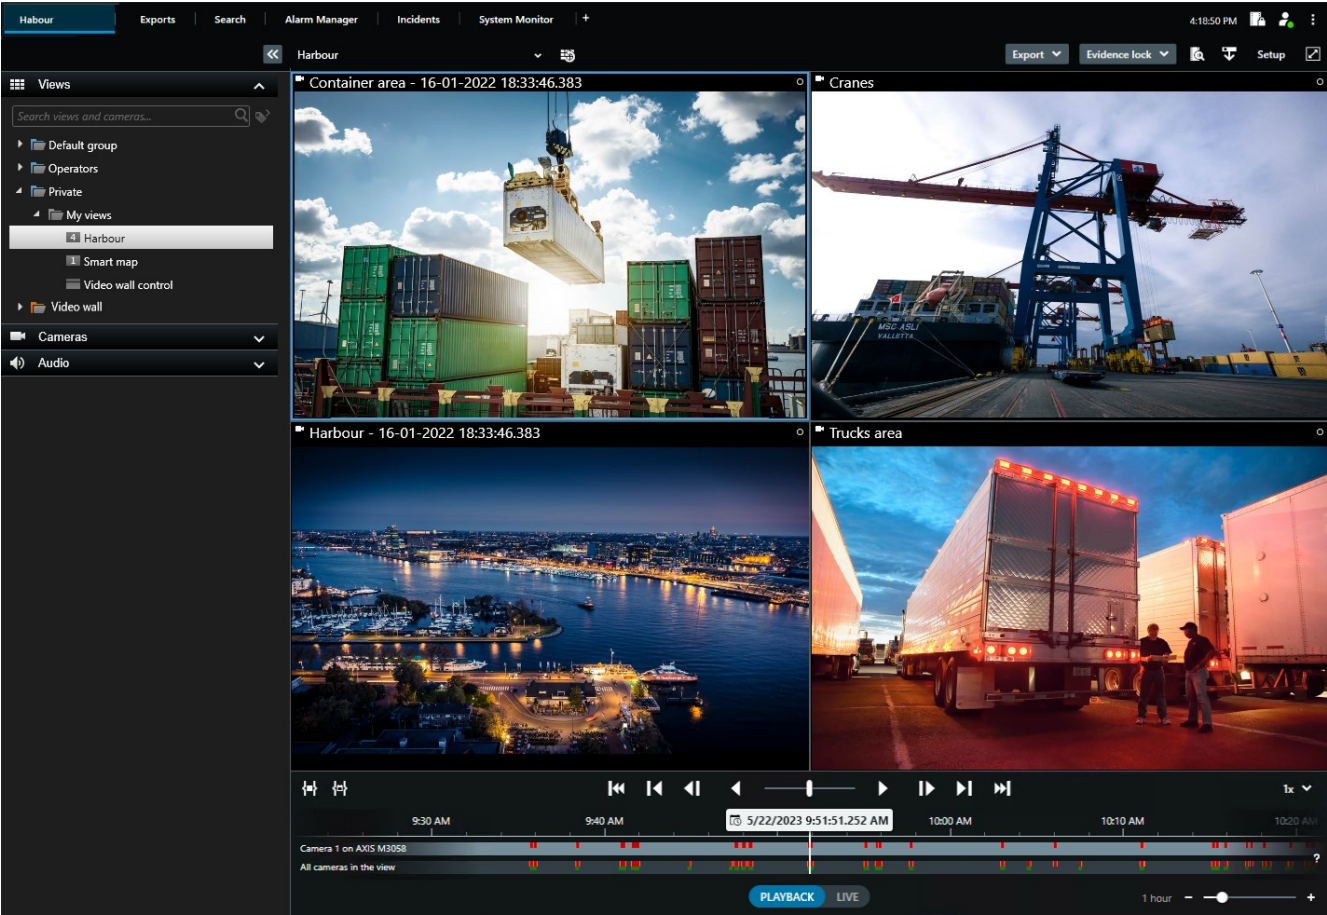 Habour
Exports
Search
Alarm Manager
Incidents
System Monitor
+
4:18:50 PM
Harbour
Export
Evidence lock
Setup
Views
Search views and cameras...
Default group
Operators
Private
My views
4 Harbour
1 Smart map
Video wall control
Video wall
Cameras
Audio
Container area - 16-01-2022 18:33:46.383
Cranes
MSC ASLI
VALLETTA
Harbour - 16-01-2022 18:33:46.383
Trucks area
1x
9:30 AM
9:40 AM
5/22/2023 9:51:51.252 AM
10:00 AM
10:10 AM
10:20 AM
Camera 1 on AXIS M3058
All cameras in the view
?
PLAYBACK
LIVE
1 hour
- +